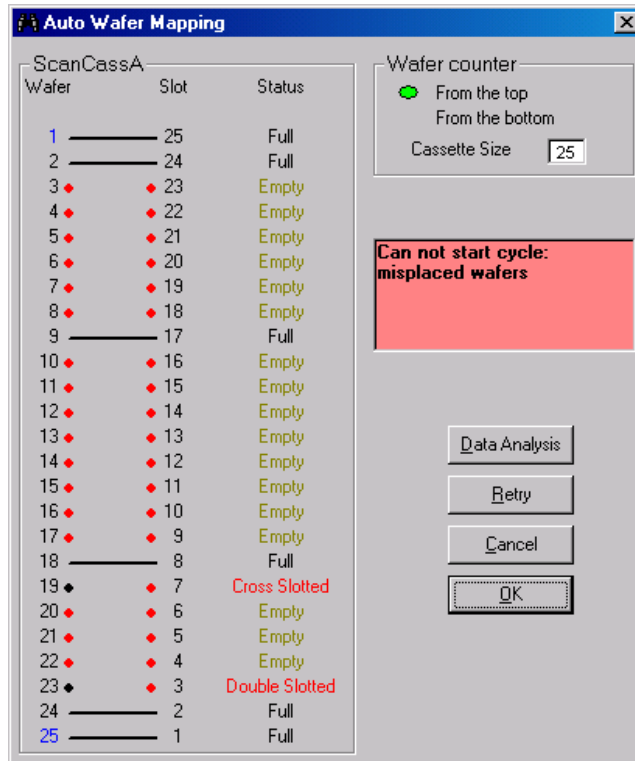 Auto Wafer Mapping
ScanCassA
Wafer Slot Status
1 25 Full
2 24 Full
3 23 Empty
4 22 Empty
5 21 Empty
6 20 Empty
7 19 Empty
8 18 Empty
9 17 Full
10 16 Empty
11 15 Empty
12 14 Empty
13 13 Empty
14 12 Empty
15 11 Empty
16 10 Empty
17 9 Empty
18 8 Full
19 7 Cross Slotted
20 6 Empty
21 5 Empty
22 4 Empty
23 3 Double Slotted
24 2 Full
25 1 Full
Wafer counter
From the top
From the bottom
Cassette Size 25
Can not start cycle:
misplaced wafers
Data Analysis
Retry
Cancel
OK